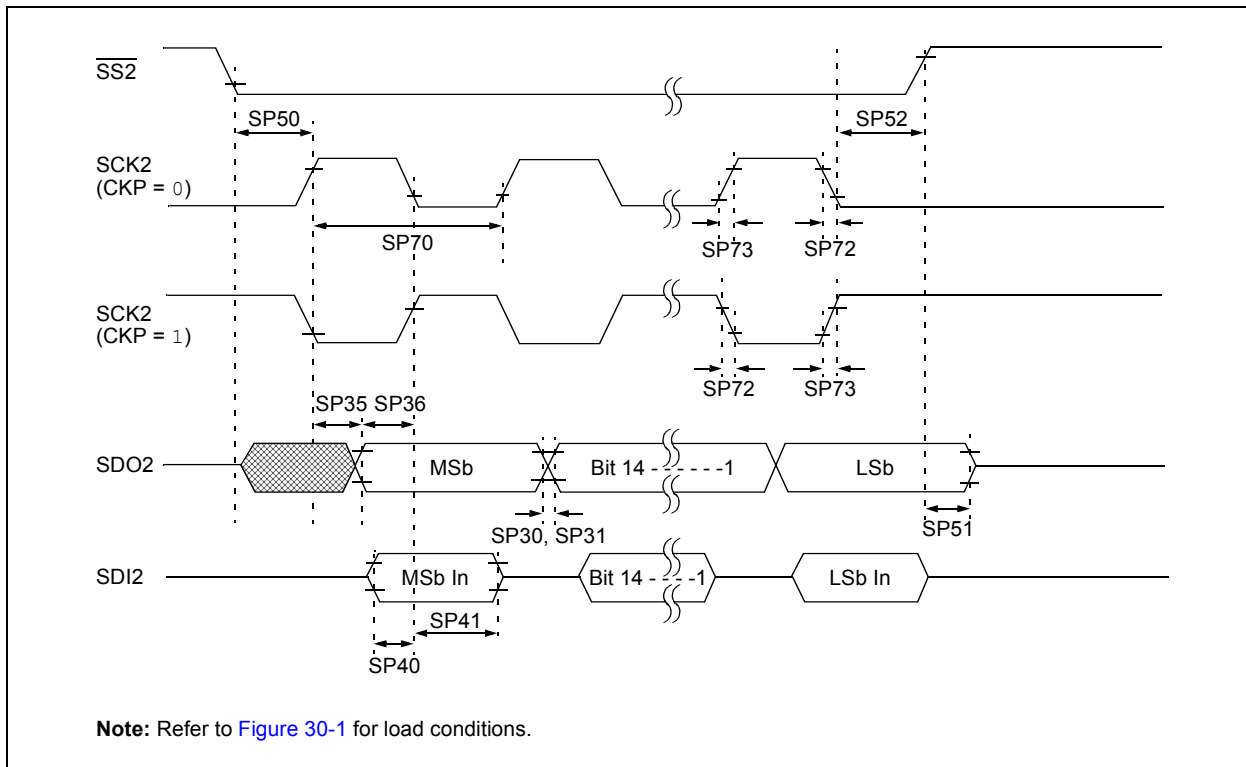 SS2
SP50
SP52
SCK2
(CKP = 0)
SP70
SP73
SP72
SCK2
(CKP = 1)
SP72
SP73
SP35 SP36
SDO2
MSb
Bit 14 - - - - - -1
LSb
SP30, SP31
SP51
SDI2
MSb In
Bit 14 - - - -1
LSb In
SP41
SP40
Note: Refer to Figure 30-1 for load conditions.